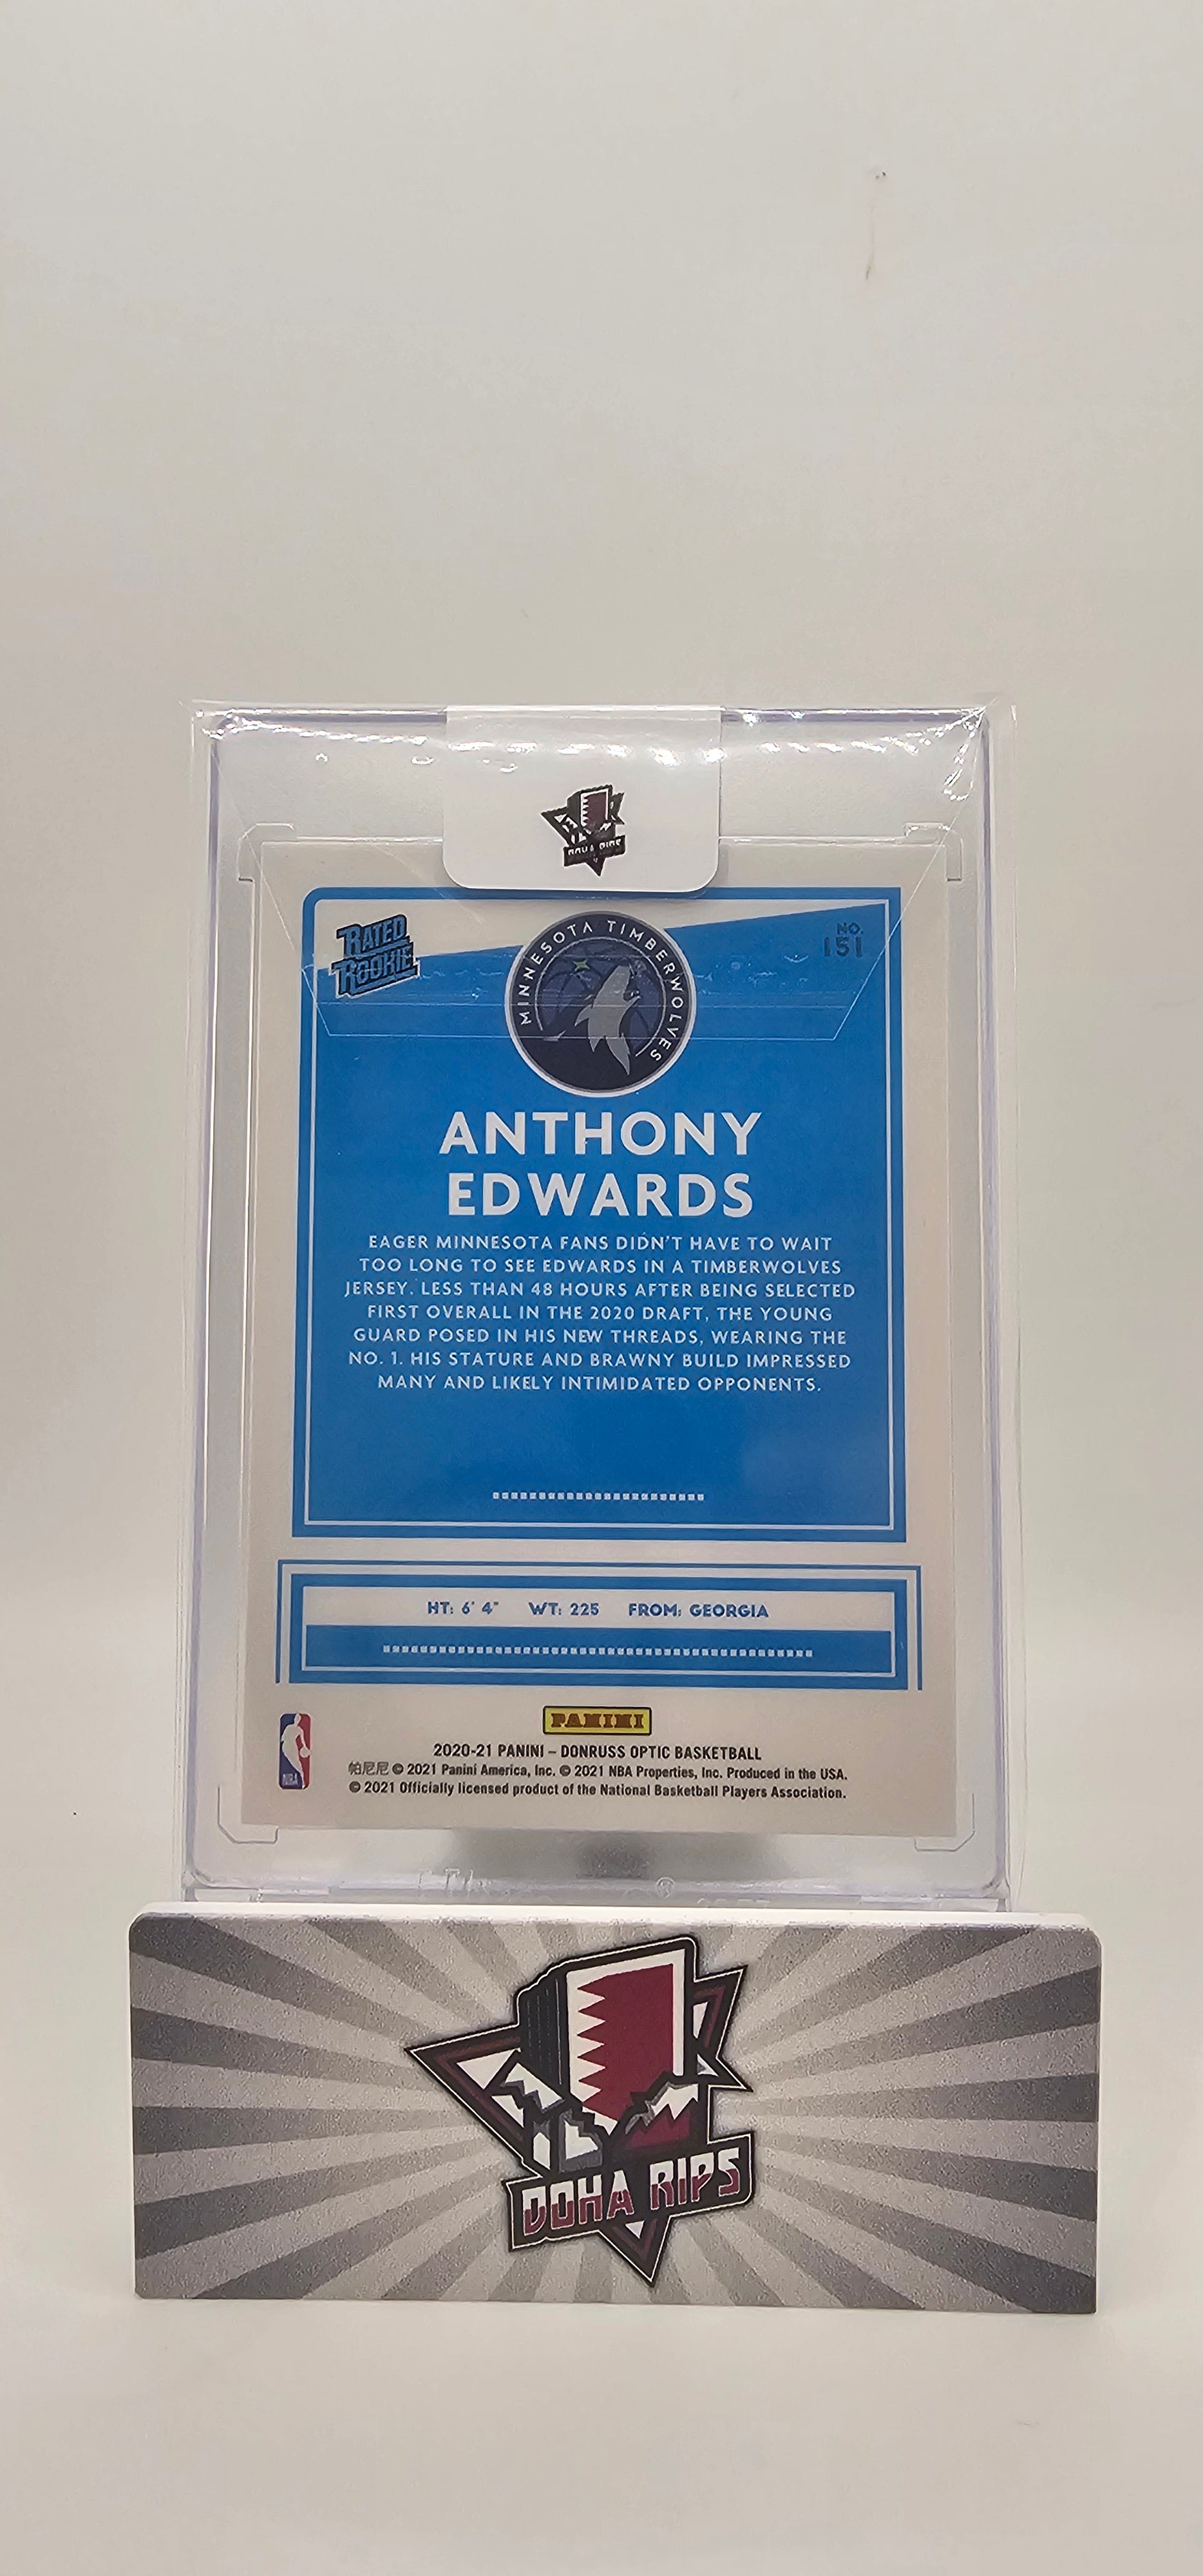 DOHA RIPS
RATED
ROOKIE
MINNESOTA TIMBERWOLVES
NO.
151
ANTHONY
EDWARDS
EAGER MINNESOTA FANS DIDN'T HAVE TO WAIT
TOO LONG TO SEE EDWARDS IN A TIMBERWOLVES
JERSEY. LESS THAN 48 HOURS AFTER BEING SELECTED
FIRST OVERALL IN THE 2020 DRAFT, THE YOUNG
GUARD POSED IN HIS NEW THREADS, WEARING THE
NO. 1. HIS STATURE AND BRAWNY BUILD IMPRESSED
MANY AND LIKELY INTIMIDATED OPPONENTS.
HT: 6' 4" WT: 225 FROM: GEORGIA
PANINI
2020-21 PANINI – DONRUSS OPTIC BASKETBALL
帕尼尼 © 2021 Panini America, Inc. © 2021 NBA Properties, Inc. Produced in the USA.
© 2021 Officially licensed product of the National Basketball Players Association.
NBA
DOHA RIPS